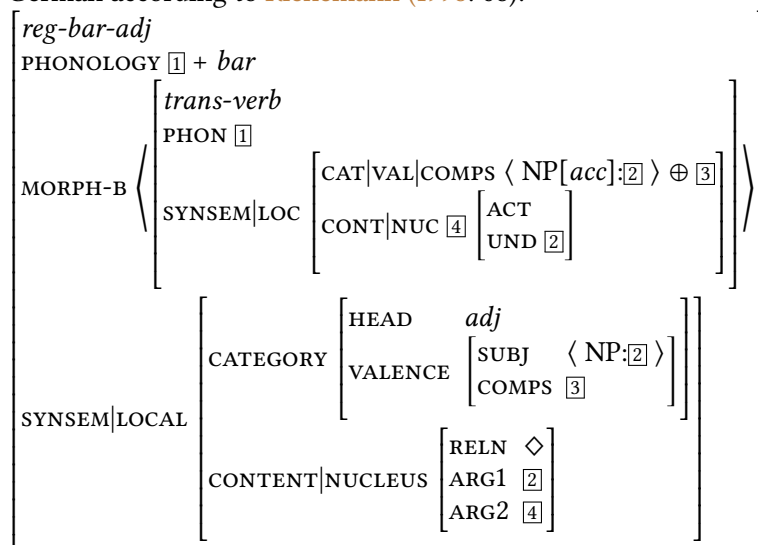 German according to Riehemann
reg-bar-adj
PHONOLOGY 1 + bar
trans-verb
PHON 1
MORPH-B ⟨ SYNSEM|LOC CAT|VAL|COMPS ⟨ NP[acc]:2 ⟩ ⊕ 3 ⟩
CONT|NUC 4 ACT
UND 2
HEAD adj
CATEGORY VALENCE SUBJ ⟨ NP:2 ⟩
COMPS 3
SYNSEM|LOCAL
RELN ◇
CONTENT|NUCLEUS ARG1 2
ARG2 4